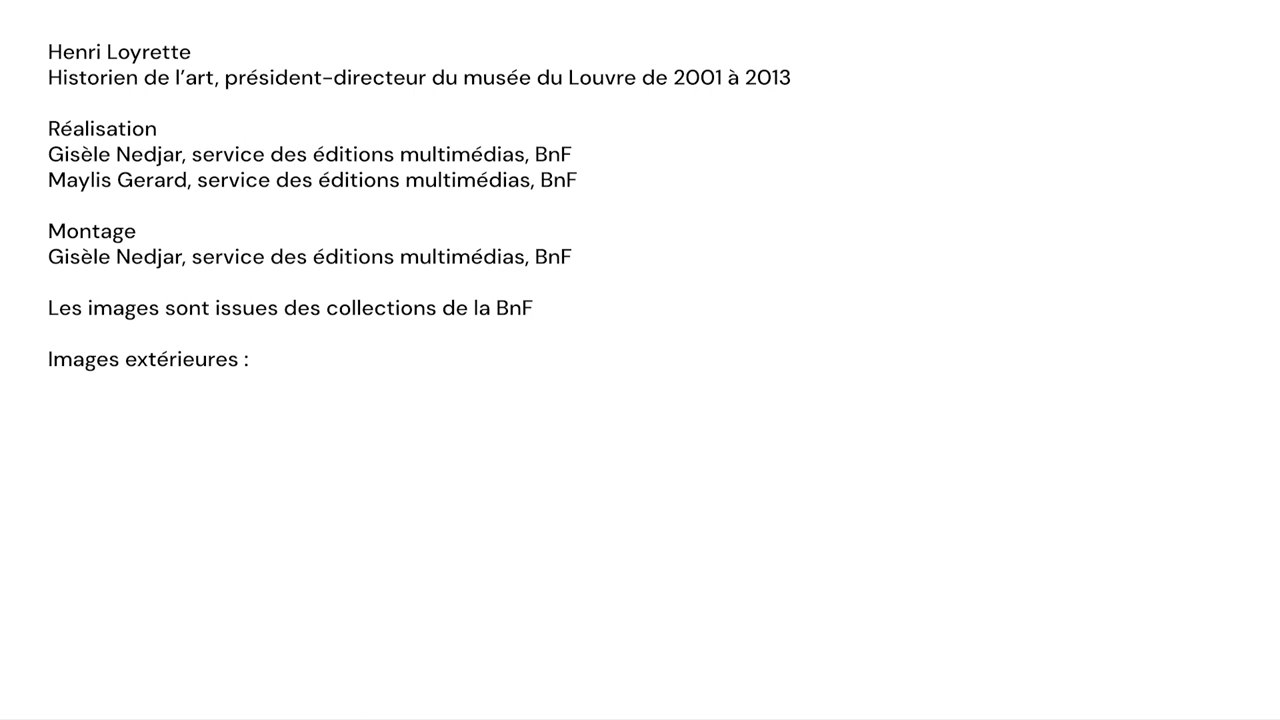 Henri Loyrette
Historien de l’art, président-directeur du musée du Louvre de 2001 à 2013
Réalisation
Gisèle Nedjar, service des éditions multimédias, BnF
Maylis Gerard, service des éditions multimédias, BnF
Montage
Gisèle Nedjar, service des éditions multimédias, BnF
Les images sont issues des collections de la BnF
Images extérieures :